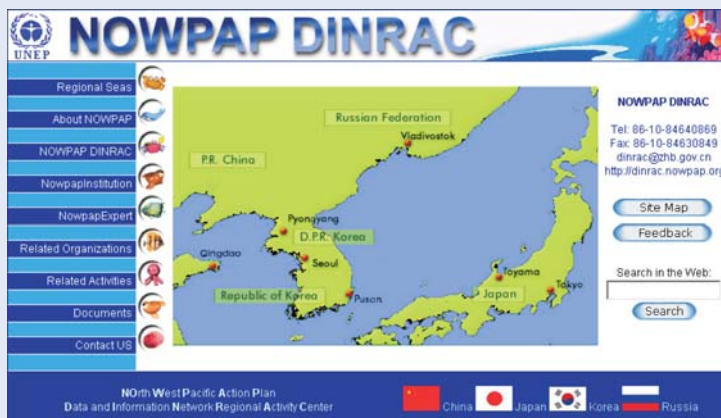 UNEP
NOWPAP DINRAC
Regional Seas
About NOWPAP
NOWPAP DINRAC
NowpapInstitution
NowpapExpert
Related Organizations
Related Activities
Documents
Contact US
Russian Federation
Vladivostok
P.R. China
Pyongyang
D.P.R. Korea
Qingdao
Seoul
Toyama
Republic of Korea
Pusan
Japan
Tokyo
NOWPAP DINRAC
Tel: 86-10-84640869
Fax: 86-10-84630849
dinrac@zhb.gov.cn
http://dinrac.nowpap.org
Site Map
Feedback
Search in the Web:
Search
NOrth West Pacific Action Plan
Data and Information Network Regional Activity Center
China Japan Korea Russia